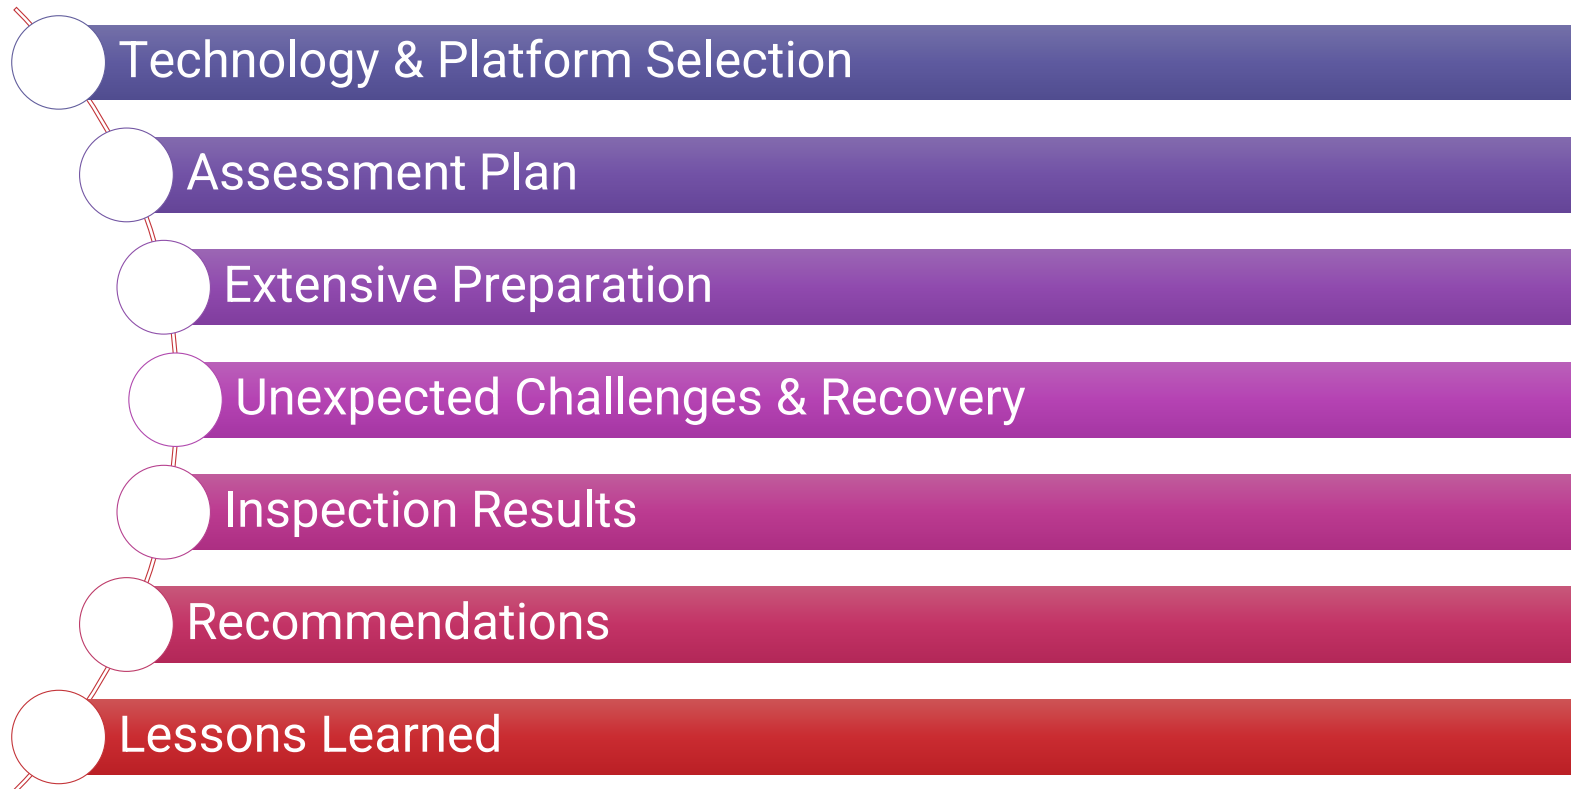 Technology & Platform Selection
Assessment Plan
Extensive Preparation
Unexpected Challenges & Recovery
Inspection Results
Recommendations
Lessons Learned